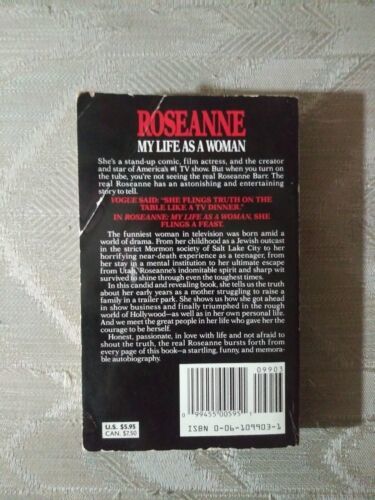 ROSEANNE
MY LIFE AS A WOMAN
She's a stand-up comic, film actress, and the creator
and star of America's #1 TV show. But when you turn on
the tube, you're not seeing the real Roseanne Barr. The
real Roseanne has an astonishing and entertaining
story to tell.
VOGUE SAID: "SHE FLINGS TRUTH ON THE
TABLE LIKE A TV DINNER."
IN ROSEANNE: MY LIFE AS A WOMAN, SHE
FLINGS A FEAST.
The funniest woman in television was born amid a
world of drama. From her childhood as a Jewish outcast
in the strict Mormon society of Salt Lake City to her
horrifying near-death experience as a teenager, from
her stay in a mental institution to her ultimate escape
from Utah, Roseanne's indomitable spirit and sharp wit
survived to shine through even the toughest times.
In this candid and revealing book, she tells us the truth
about her early years as a mother struggling to raise a
family in a trailer park. She shows us how she got ahead
in show business and finally triumphed in the rough
world of Hollywood—as well as in her own personal life.
And we meet the great people in her life who gave her the
courage to be herself.
Honest, passionate, in love with life and not afraid to
shout the truth, the real Roseanne bursts forth from
every page of this book—a startling, funny, and memora-
ble autobiography.
09903
U.S. $5.95
CAN. $7.50
0 99455 00595 1
ISBN 0-06-109903-1